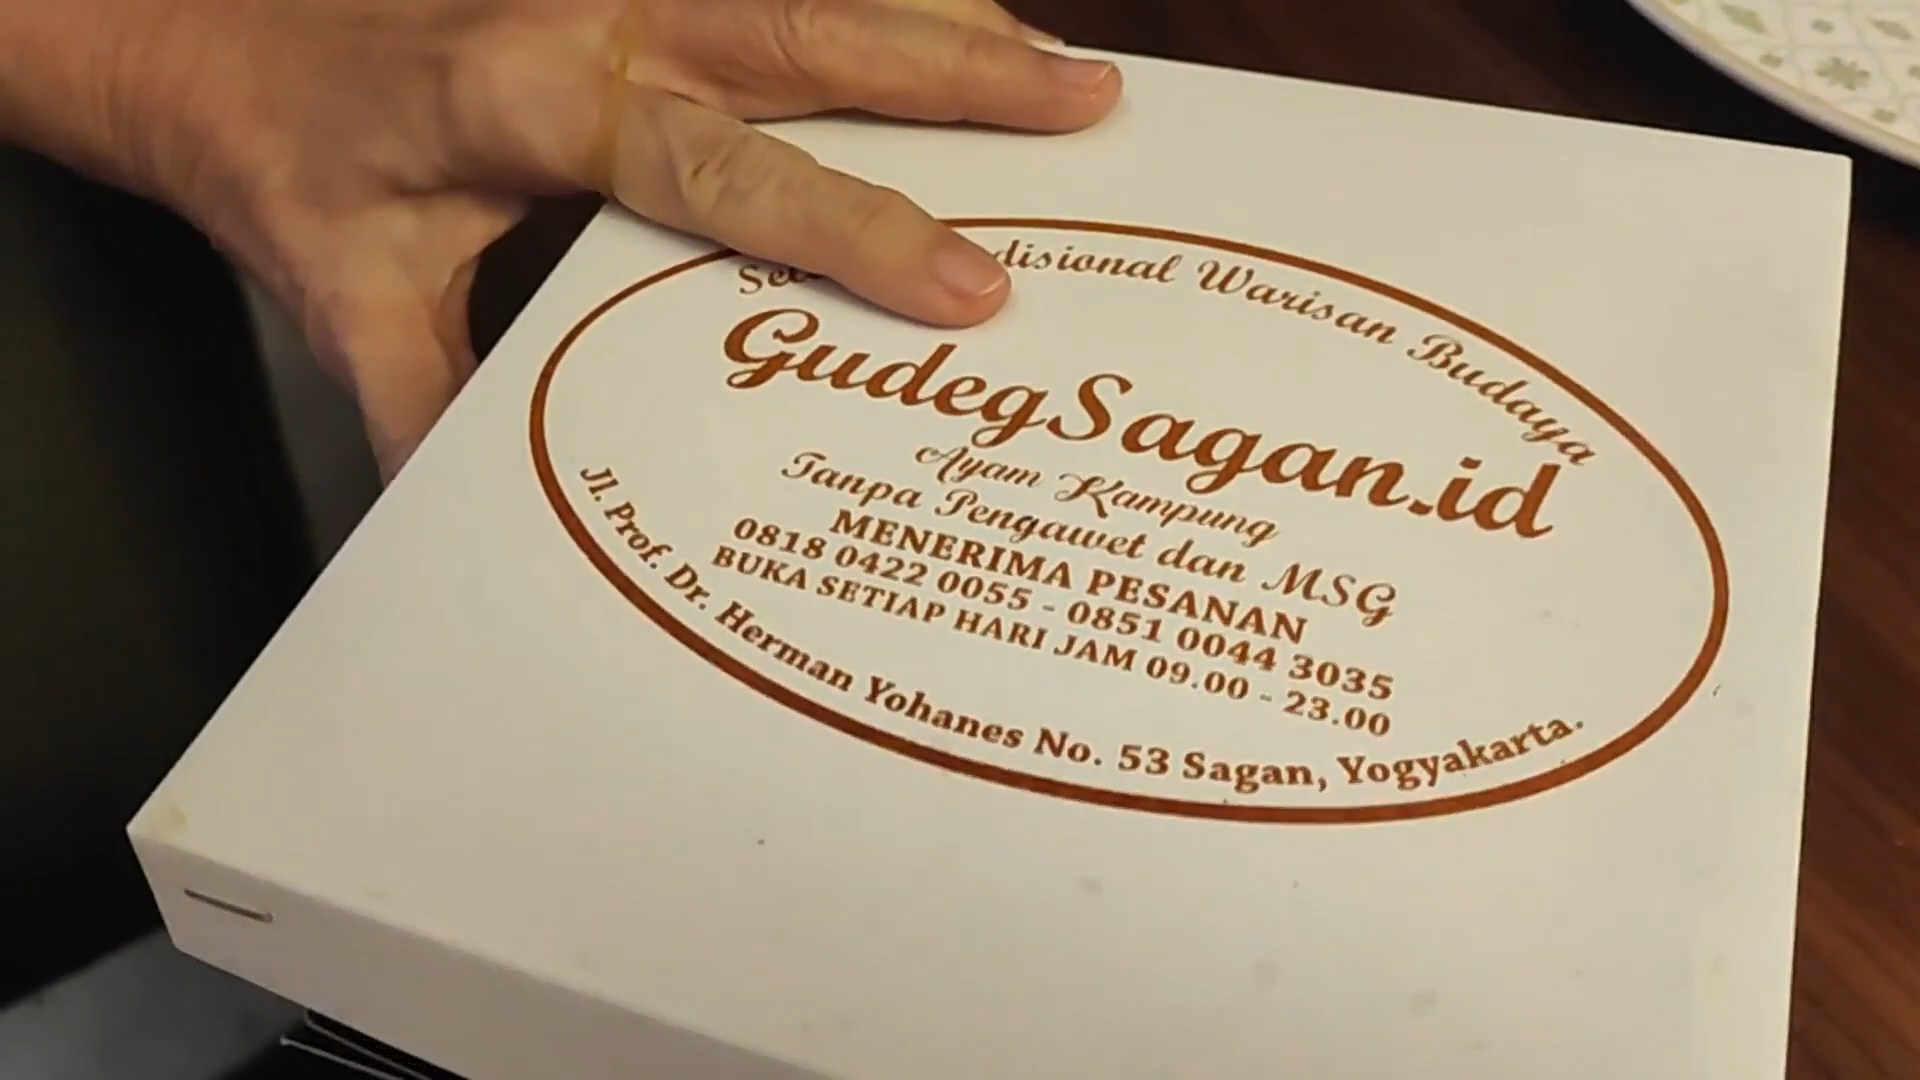 disional Warisan Budaya
GudegSagan.id
Ayam Kampung
Tanpa Pengawet dan MSG
MENERIMA PESANAN
0818 0422 0055 - 0851 0044 3035
BUKA SETIAP HARI JAM 09.00 - 23.00
Jl. Prof. Dr. Herman Yohanes No. 53 Sagan, Yogyakarta.